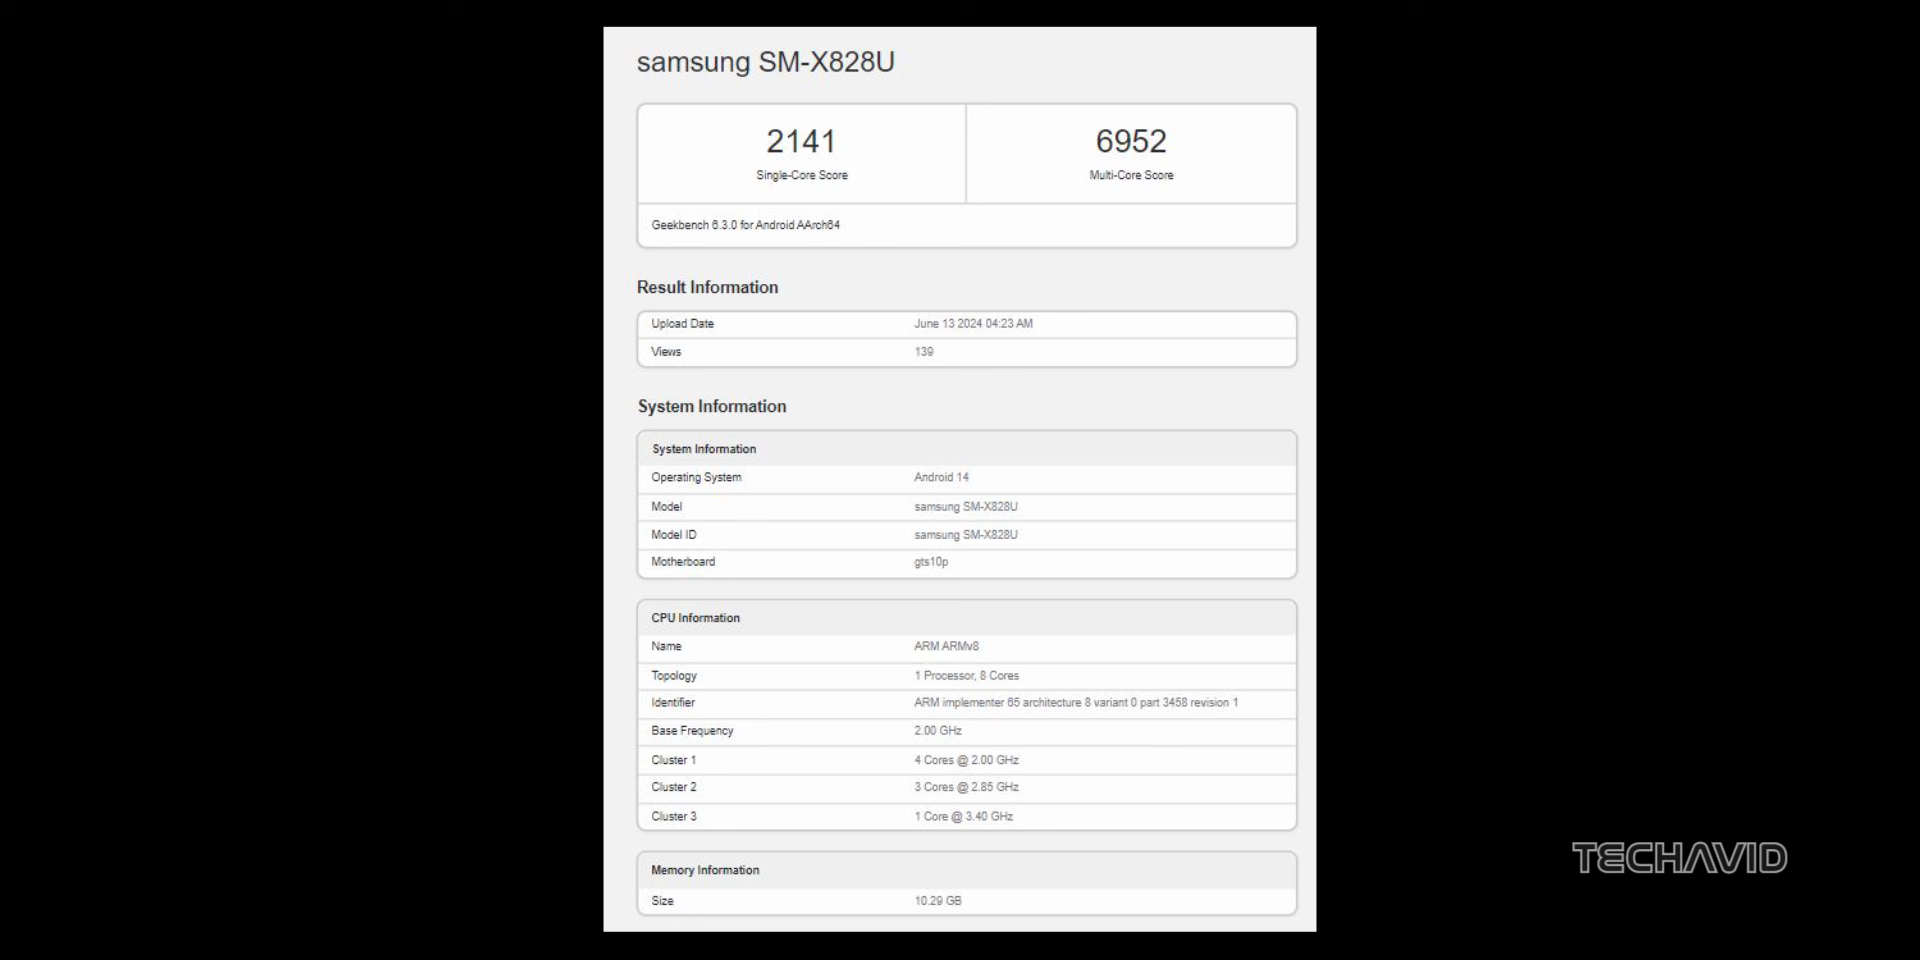 samsung SM-X828U
2141 6952
Single-Core Score Multi-Core Score
Geekbench 6.3.0 for Android AArch64
Result Information
Upload Date June 13 2024 04:23 AM
Views 139
System Information
System Information
Operating System Android 14
Model samsung SM-X828U
Model ID samsung SM-X828U
Motherboard gts10p
CPU Information
Name ARM ARMv8
Topology 1 Processor, 8 Cores
Identifier ARM implementer 65 architecture 8 variant 0 part 3458 revision 1
Base Frequency 2.00 GHz
Cluster 1 4 Cores @ 2.00 GHz
Cluster 2 3 Cores @ 2.85 GHz
Cluster 3 1 Core @ 3.40 GHz
Memory Information
Size 10.29 GB
TECHAVID